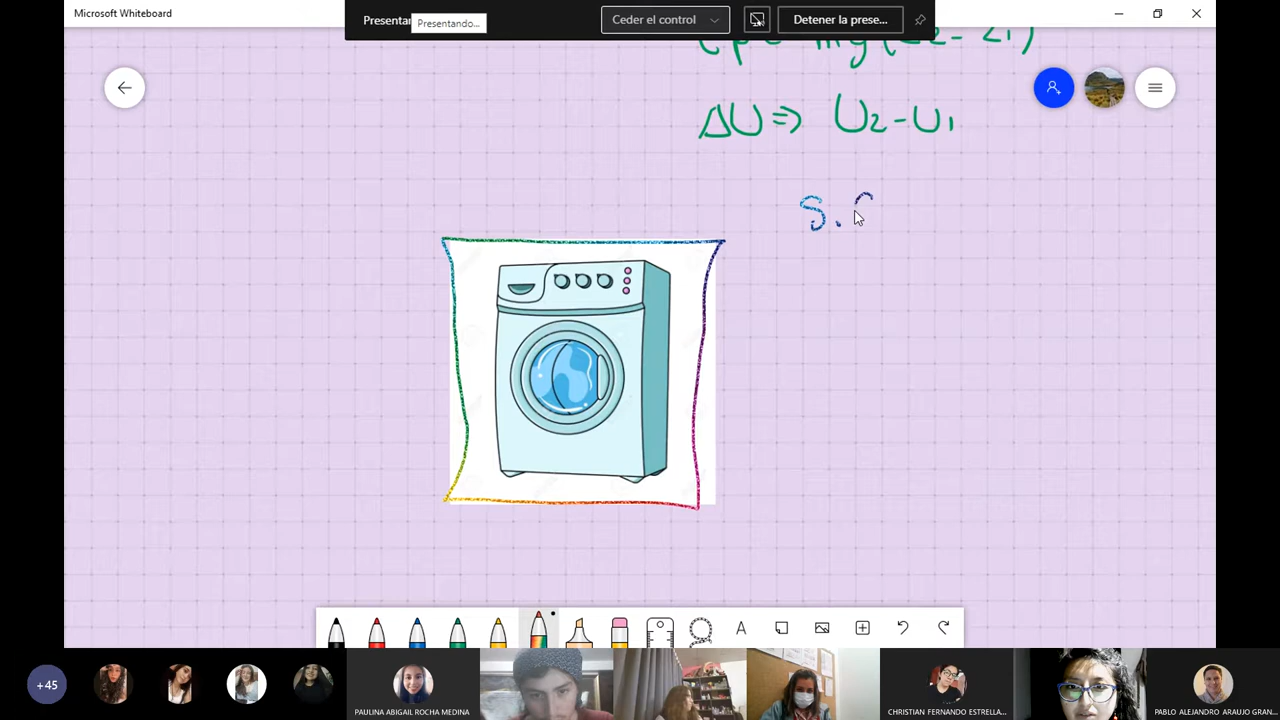 Microsoft Whiteboard
Presentando...
Ceder el control
Detener la prese...
ΔU ⇒ U2 - U1
S.
A
+45
PAULINA ABIGAIL ROCHA MEDINA
CHRISTIAN FERNANDO ESTRELLA...
PABLO ALEJANDRO ARAUJO GRAN...